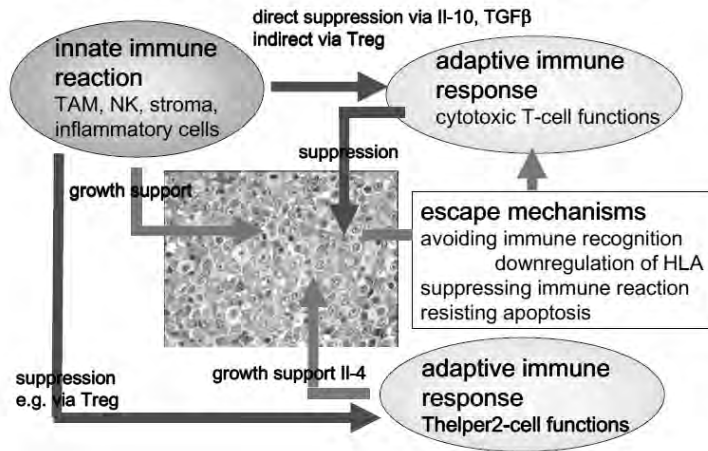 direct suppression via Il-10, TGFβ
indirect via Treg
innate immune
reaction
TAM, NK, stroma,
inflammatory cells
adaptive immune
response
cytotoxic T-cell functions
suppression
growth support
escape mechanisms
avoiding immune recognition
downregulation of HLA
suppressing immune reaction
resisting apoptosis
suppression
e.g. via Treg
growth support Il-4
adaptive immune
response
Thelper2-cell functions